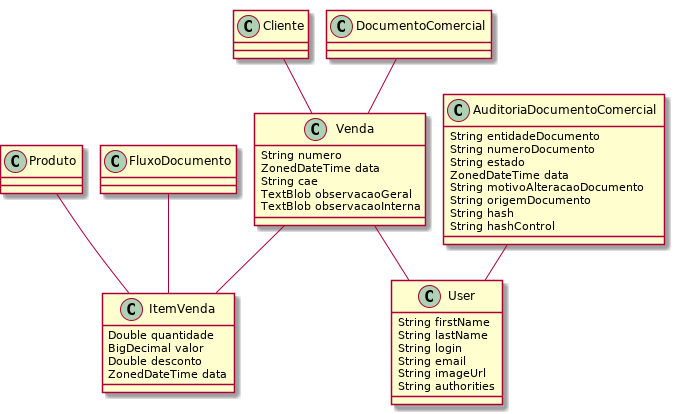 C Cliente
C DocumentoComercial
C Venda
String numero
ZonedDateTime data
String cae
TextBlob observacaoGeral
TextBlob observacaoInterna
C AuditoriaDocumentoComercial
String entidadeDocumento
String numeroDocumento
String estado
ZonedDateTime data
String motivoAlteracaoDocumento
String origemDocumento
String hash
String hashControl
C Produto
C FluxoDocumento
C ItemVenda
Double quantidade
BigDecimal valor
Double desconto
ZonedDateTime data
C User
String firstName
String lastName
String login
String email
String imageUrl
String authorities